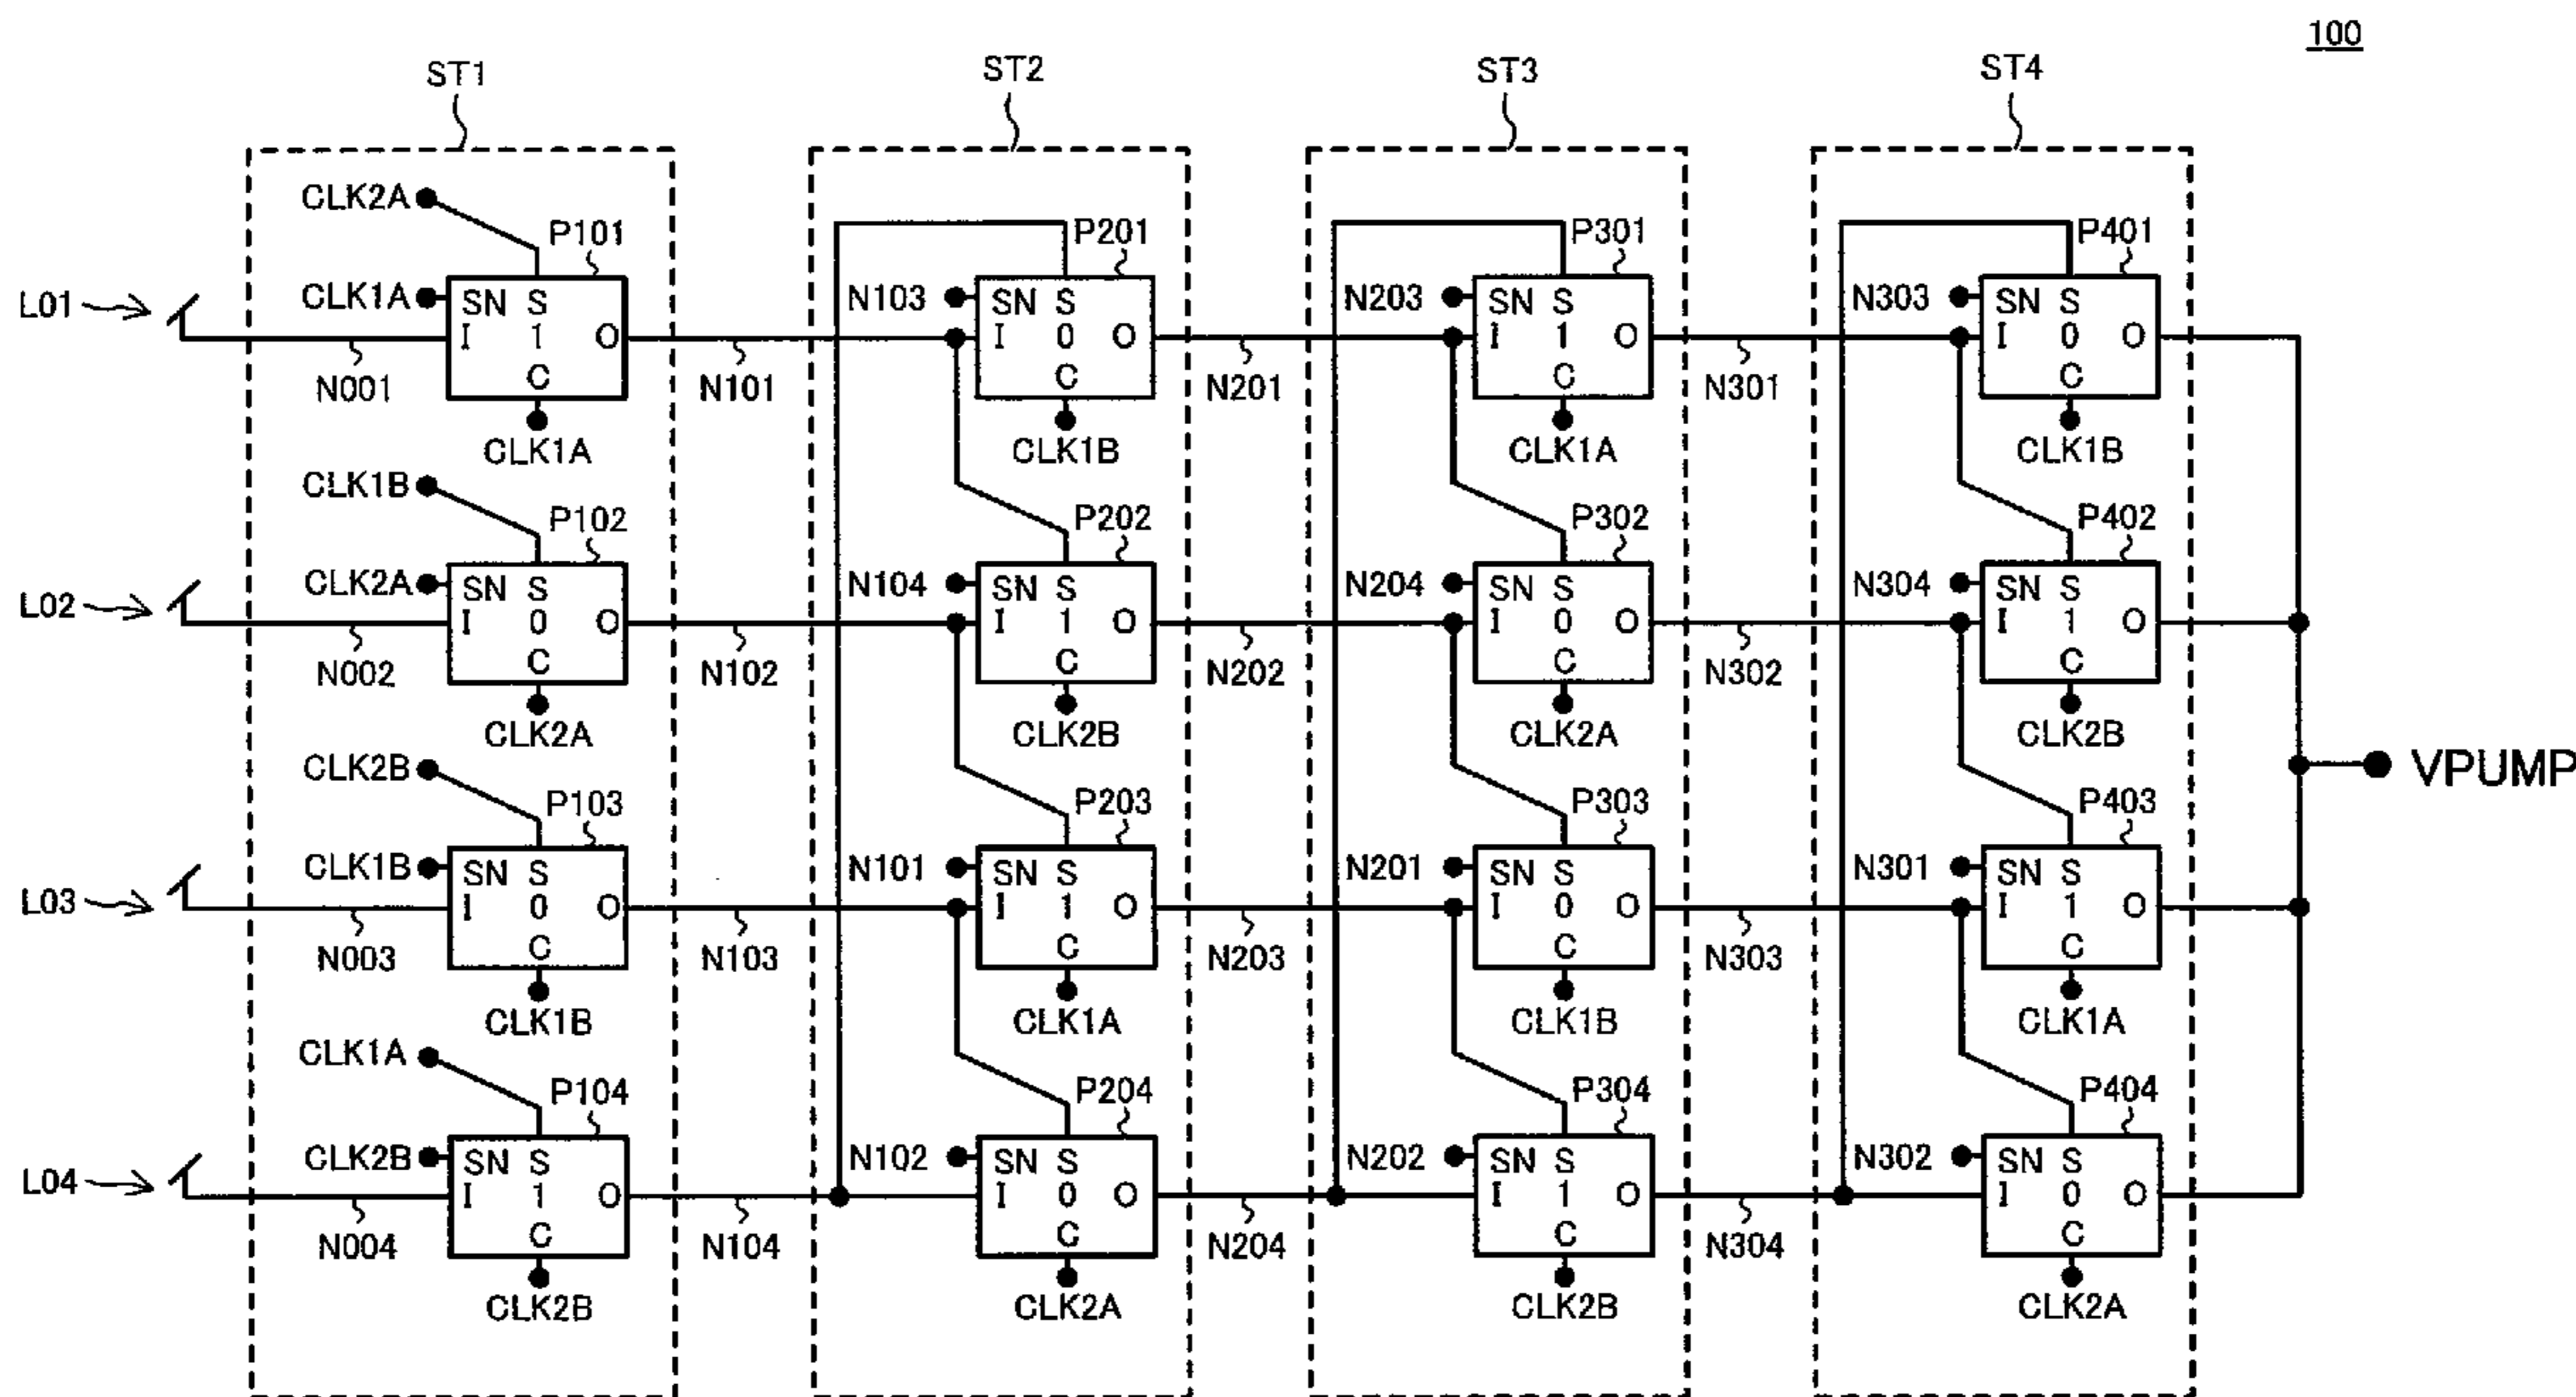 100
ST1 ST2 ST3 ST4
CLK2A
P101 P201 P301 P401
L01 CLK1A SN S N103 SN S N203 SN S N303 SN S
I 1 O I 0 O I 1 O I 0 O
N001 C N101 C N201 C N301 C
CLK1A CLK1B CLK1A CLK1B
CLK1B
P102 P202 P302 P402
L02 CLK2A SN S N104 SN S N204 SN S N304 SN S
I 0 O I 1 O I 0 O I 1 O
N002 C N102 C N202 C N302 C
CLK2A CLK2B CLK2A CLK2B
VPUMP
CLK2B
P103 P203 P303 P403
L03 CLK1B SN S N101 SN S N201 SN S N301 SN S
I 0 O I 1 O I 0 O I 1 O
N003 C N103 C N203 C N303 C
CLK1B CLK1A CLK1B CLK1A
CLK1A
P104 P204 P304 P404
L04 CLK2B SN S N102 SN S N202 SN S N302 SN S
I 1 O I 0 O I 1 O I 0 O
N004 C N104 C N204 C N304 C
CLK2B CLK2A CLK2B CLK2A